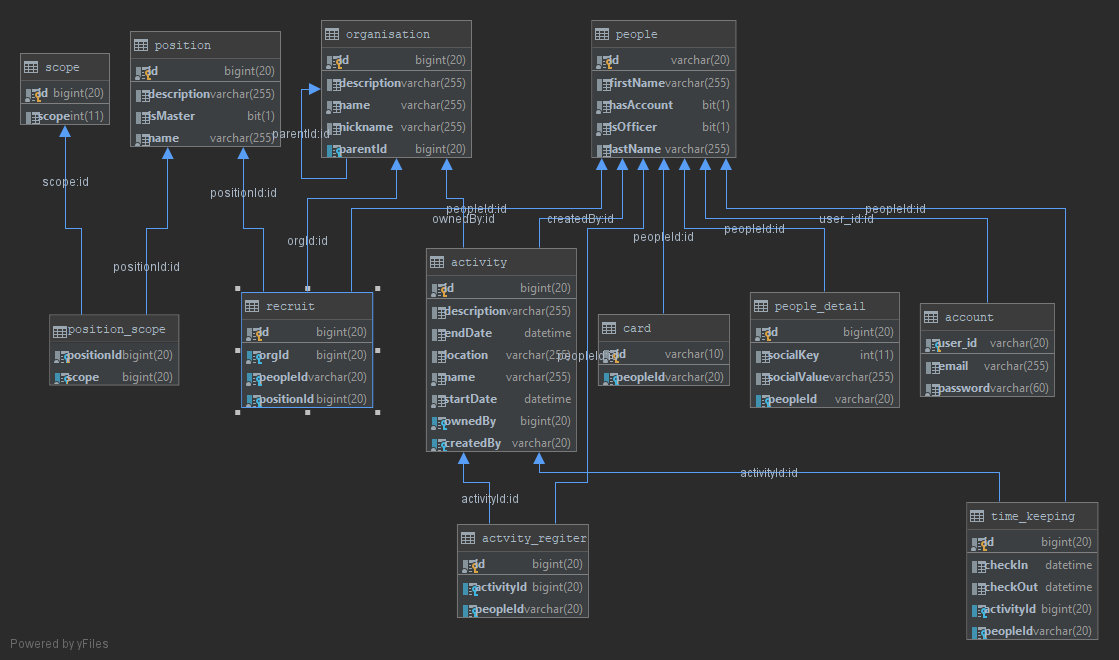 scope
id bigint(20)
scope int(11)
position
id bigint(20)
description varchar(255)
isMaster bit(1)
name varchar(255)
organisation
id bigint(20)
description varchar(255)
name varchar(255)
nickname varchar(255)
parentId bigint(20)
people
id varchar(20)
firstName varchar(255)
hasAccount bit(1)
isOfficer bit(1)
lastName varchar(255)
parentId:id
scope:id
positionId:id
positionId:id
orgId:id
peopleId:id
ownedBy:id
createdBy:id
peopleId:id
peopleId:id
user_id:id
peopleId:id
position_scope
positionId bigint(20)
scope bigint(20)
recruit
id bigint(20)
orgId bigint(20)
peopleId varchar(20)
positionId bigint(20)
activity
id bigint(20)
description varchar(255)
endDate datetime
location varchar(255)
name varchar(255)
startDate datetime
ownedBy bigint(20)
createdBy varchar(20)
peopleId:id
card
id varchar(10)
peopleId varchar(20)
people_detail
id bigint(20)
socialKey int(11)
socialValue varchar(255)
peopleId varchar(20)
account
user_id varchar(20)
email varchar(255)
password varchar(60)
activityId:id
activityId:id
actvity_regiter
id bigint(20)
activityId bigint(20)
peopleId varchar(20)
time_keeping
id bigint(20)
checkIn datetime
checkOut datetime
activityId bigint(20)
peopleId varchar(20)
Powered by yFiles